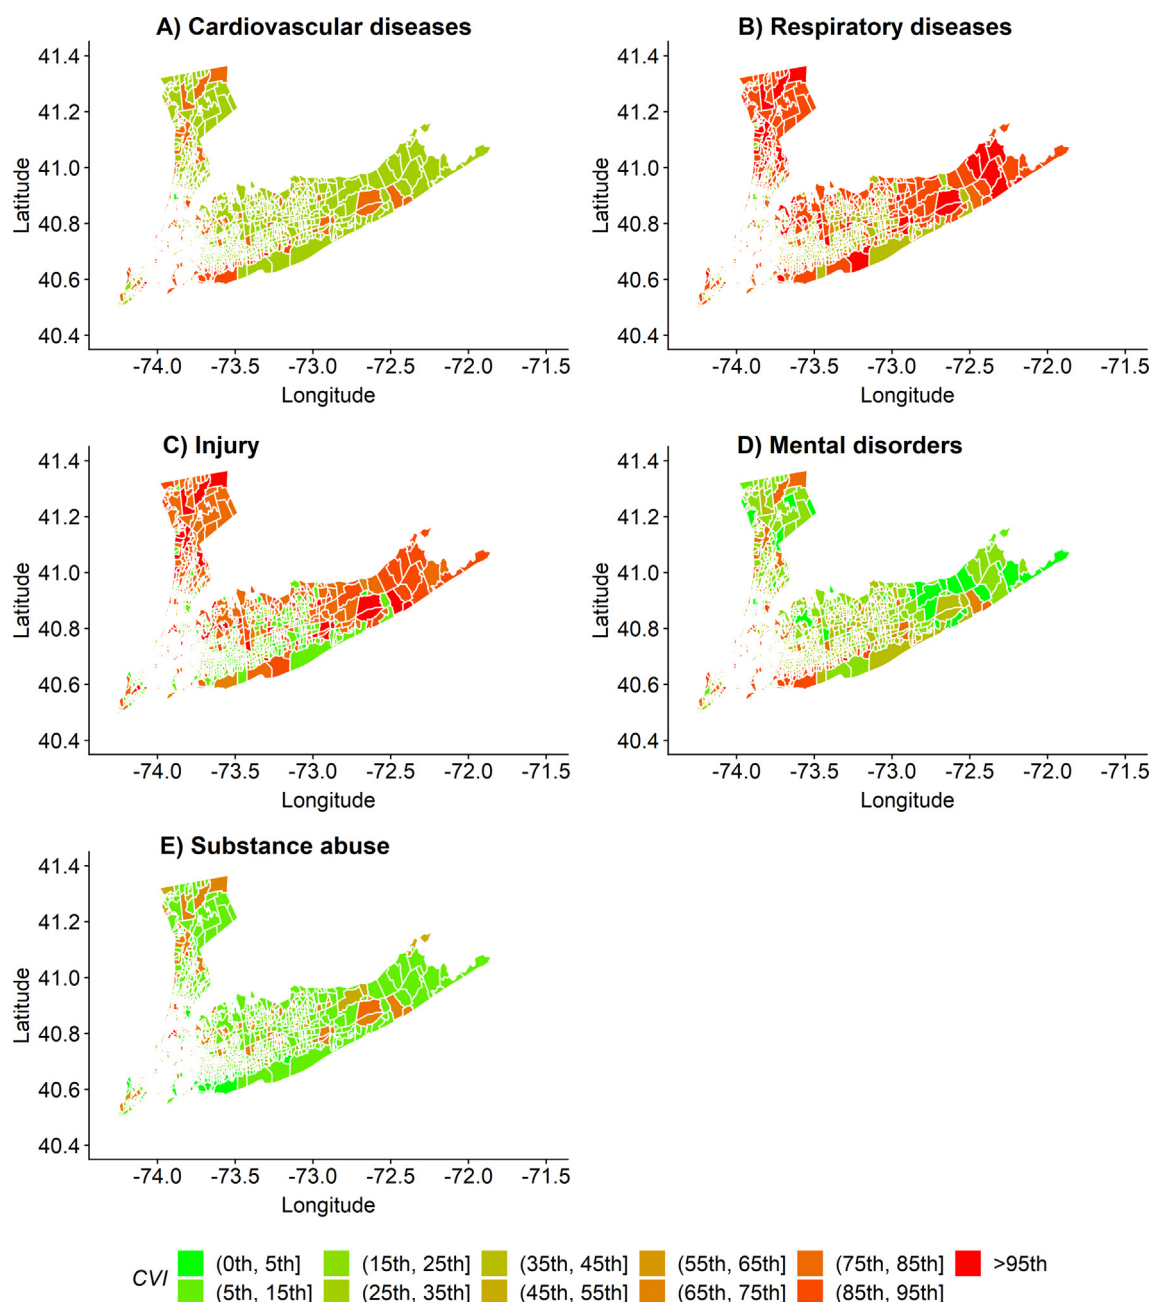 A) Cardiovascular diseases
41.4
41.2
41.0
40.8
40.6
40.4
Latitude
-74.0 -73.5 -73.0 -72.5 -72.0 -71.5
Longitude
B) Respiratory diseases
41.4
41.2
41.0
40.8
40.6
40.4
Latitude
-74.0 -73.5 -73.0 -72.5 -72.0 -71.5
Longitude
C) Injury
41.4
41.2
41.0
40.8
40.6
40.4
Latitude
-74.0 -73.5 -73.0 -72.5 -72.0 -71.5
Longitude
D) Mental disorders
41.4
41.2
41.0
40.8
40.6
40.4
Latitude
-74.0 -73.5 -73.0 -72.5 -72.0 -71.5
Longitude
E) Substance abuse
41.4
41.2
41.0
40.8
40.6
40.4
Latitude
-74.0 -73.5 -73.0 -72.5 -72.0 -71.5
Longitude
CVI
(0th, 5th] (15th, 25th] (35th, 45th] (55th, 65th] (75th, 85th] >95th
(5th, 15th] (25th, 35th] (45th, 55th] (65th, 75th] (85th, 95th]